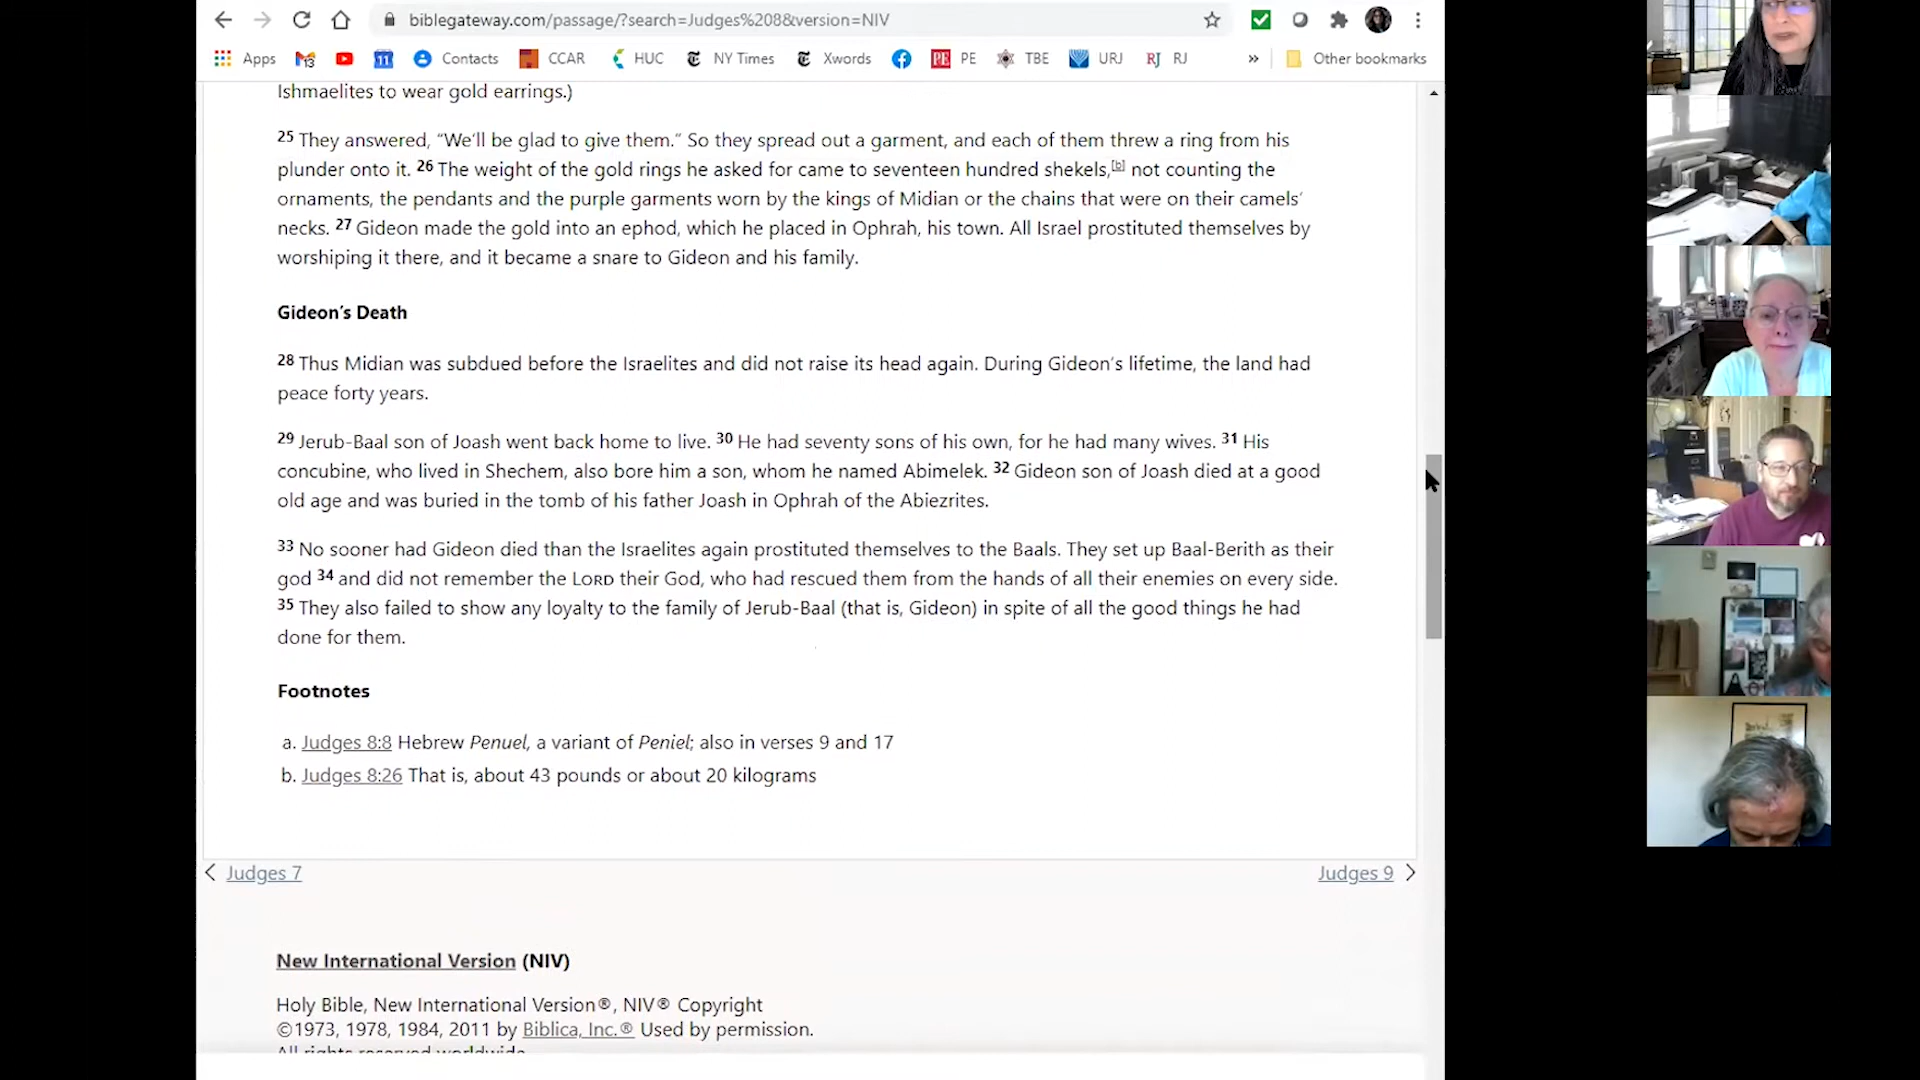 biblegateway.com/passage/?search=Judges%208&version=NIV
Apps 13 11 Contacts CCAR HUC NY Times Xwords PE PE TBE URJ RJ RJ » Other bookmarks
Ishmaelites to wear gold earrings.)
25 They answered, “We’ll be glad to give them.” So they spread out a garment, and each of them threw a ring from his
plunder onto it. 26 The weight of the gold rings he asked for came to seventeen hundred shekels,[b] not counting the
ornaments, the pendants and the purple garments worn by the kings of Midian or the chains that were on their camels’
necks. 27 Gideon made the gold into an ephod, which he placed in Ophrah, his town. All Israel prostituted themselves by
worshiping it there, and it became a snare to Gideon and his family.
Gideon’s Death
28 Thus Midian was subdued before the Israelites and did not raise its head again. During Gideon’s lifetime, the land had
peace forty years.
29 Jerub-Baal son of Joash went back home to live. 30 He had seventy sons of his own, for he had many wives. 31 His
concubine, who lived in Shechem, also bore him a son, whom he named Abimelek. 32 Gideon son of Joash died at a good
old age and was buried in the tomb of his father Joash in Ophrah of the Abiezrites.
33 No sooner had Gideon died than the Israelites again prostituted themselves to the Baals. They set up Baal-Berith as their
god 34 and did not remember the LORD their God, who had rescued them from the hands of all their enemies on every side.
35 They also failed to show any loyalty to the family of Jerub-Baal (that is, Gideon) in spite of all the good things he had
done for them.
Footnotes
a. Judges 8:8 Hebrew Penuel, a variant of Peniel; also in verses 9 and 17
b. Judges 8:26 That is, about 43 pounds or about 20 kilograms
Judges 7
Judges 9
New International Version (NIV)
Holy Bible, New International Version®, NIV® Copyright
©1973, 1978, 1984, 2011 by Biblica, Inc.® Used by permission.
All rights reserved worldwide